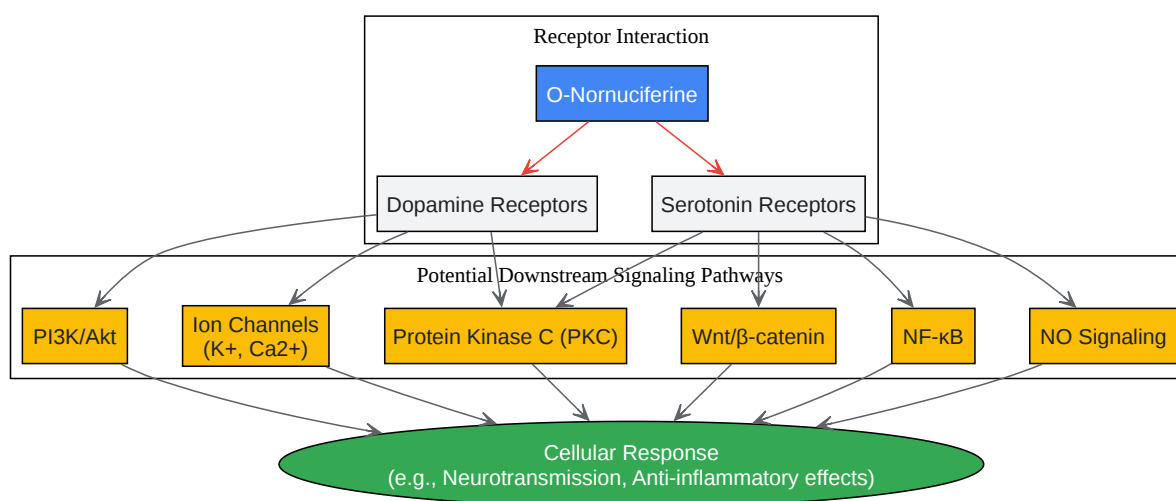 Receptor Interaction
O-Nornuciferine
Dopamine Receptors
Serotonin Receptors
Potential Downstream Signaling Pathways
PI3K/Akt
Ion Channels
(K+, Ca2+)
Protein Kinase C (PKC)
Wnt/β-catenin
NF-κB
NO Signaling
Cellular Response
(e.g., Neurotransmission, Anti-inflammatory effects)